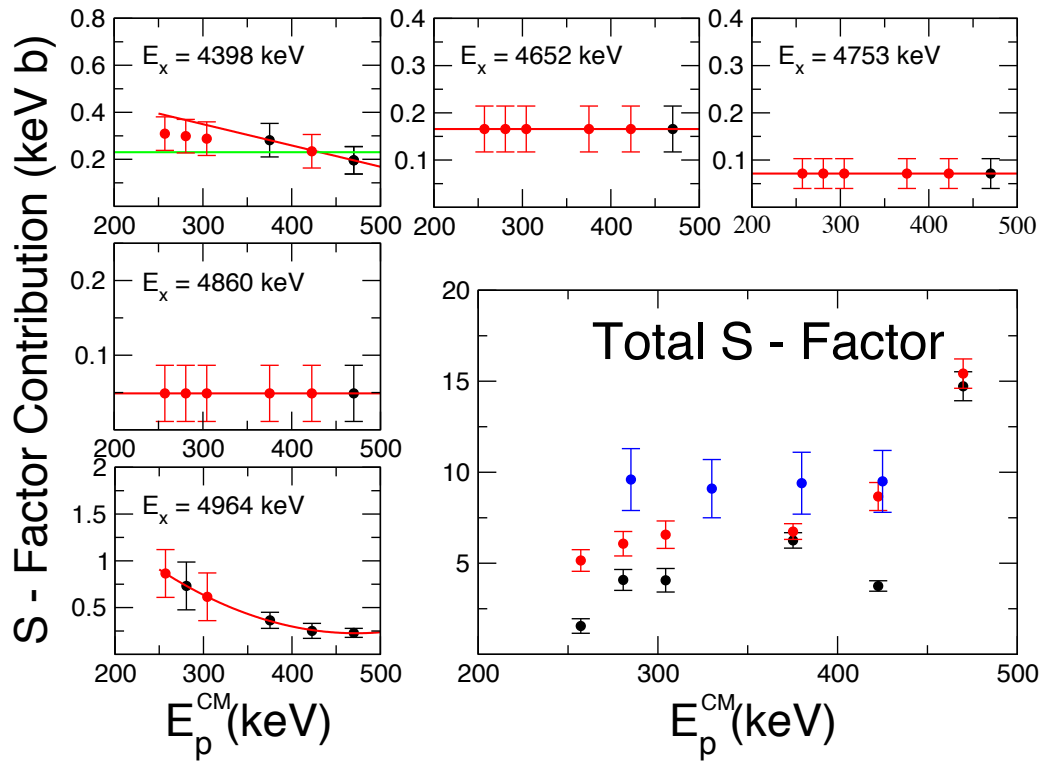 S - Factor Contribution (keV b)
0.8
0.6
0.4
0.2
E_x = 4398 keV
200 300 400 500
0.4
0.3
0.2
0.1
E_x = 4652 keV
200 300 400 500
0.4
0.3
0.2
0.1
E_x = 4753 keV
200 300 400 500
0.2
0.1
E_x = 4860 keV
200 300 400 500
2
1.5
1
0.5
E_x = 4964 keV
200 300 400 500
E_p^CM (keV)
20
15
10
5
Total S - Factor
200 300 400 500
E_p^CM (keV)